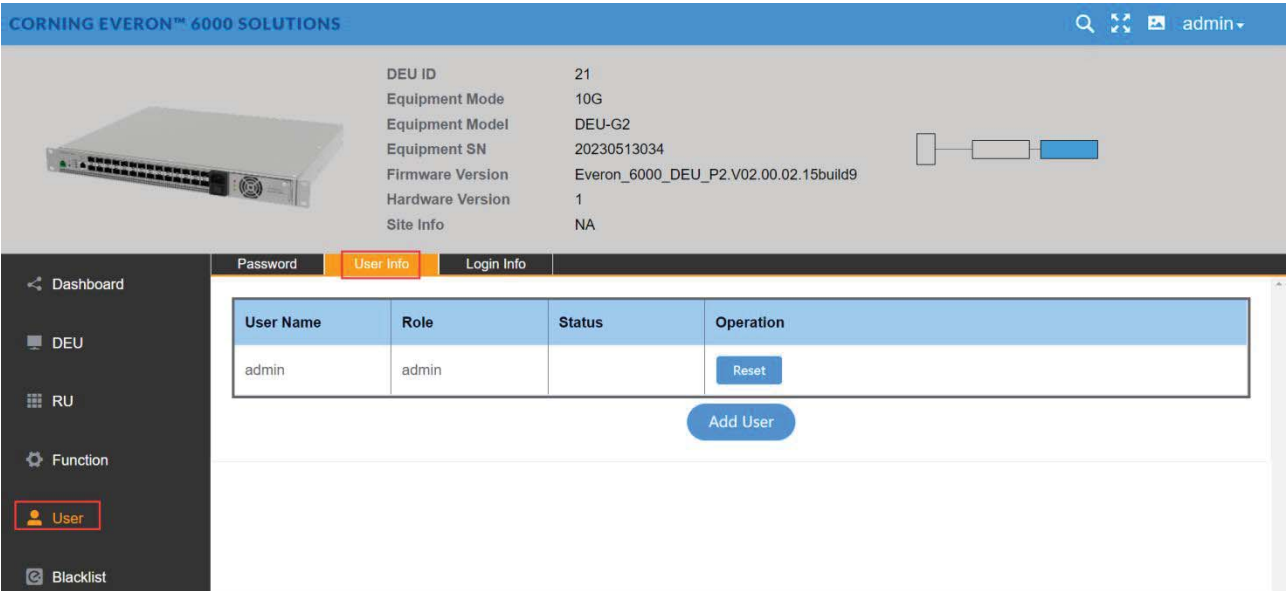 CORNING EVERON™ 6000 SOLUTIONS
admin
DEU ID 21
Equipment Mode 10G
Equipment Model DEU-G2
Equipment SN 20230513034
Firmware Version Everon_6000_DEU_P2.V02.00.02.15build9
Hardware Version 1
Site Info NA
Password User Info Login Info
Dashboard
DEU
RU
Function
User
Blacklist
User Name Role Status Operation
admin admin Reset
Add User